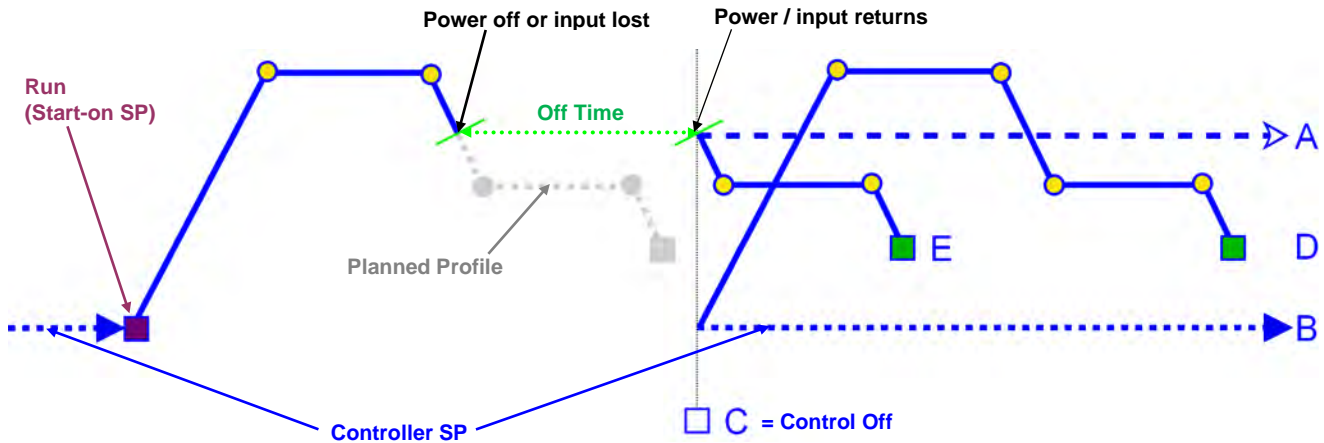 Power off or input lost
Power / input returns
Run
(Start-on SP)
Off Time
A
Planned Profile
E
D
B
C = Control Off
Controller SP